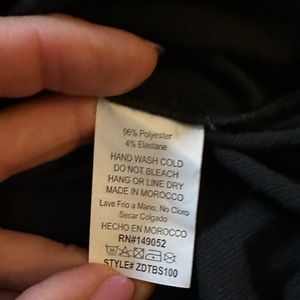 96% Polyester
4% Elastane
HAND WASH COLD
DO NOT BLEACH
HANG OR LINE DRY
MADE IN MOROCCO
Lave Frio a Mano, No Cloro
Secar Colgado
HECHO EN MOROCCO
RN#149052
STYLE# ZDTBS100